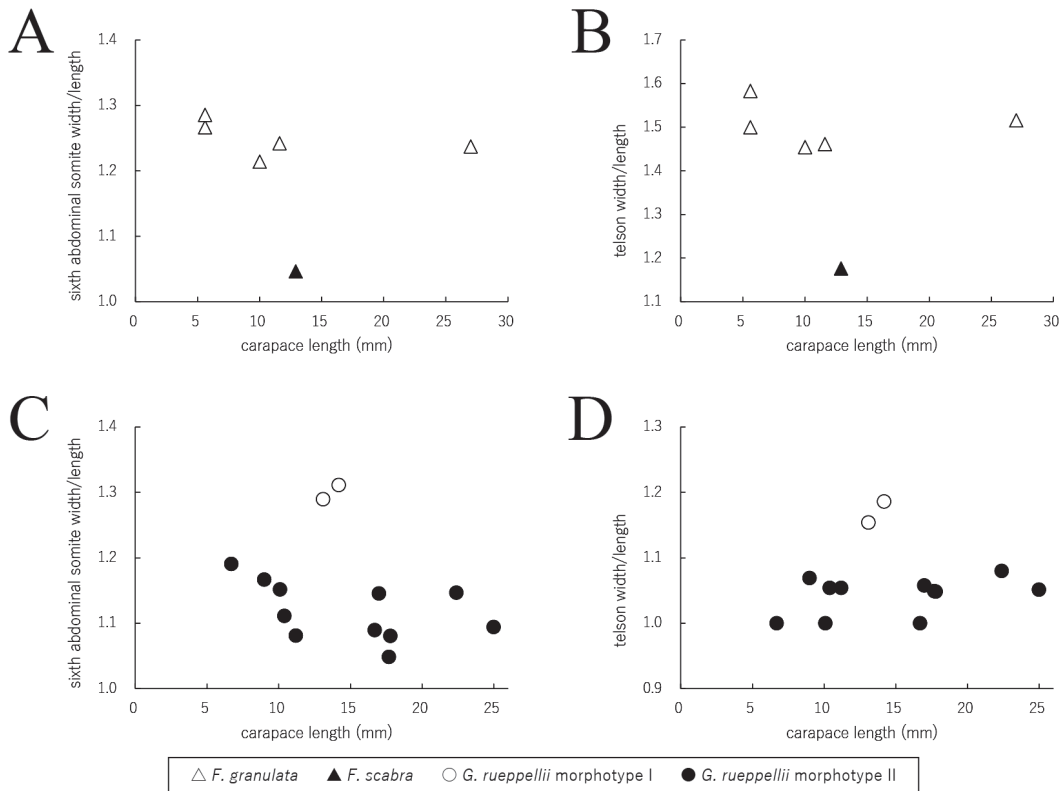 A
sixth abdominal somite width/length
1.4
1.3
1.2
1.1
1.0
0 5 10 15 20 25 30
carapace length (mm)
B
telson width/length
1.7
1.6
1.5
1.4
1.3
1.2
1.1
0 5 10 15 20 25 30
carapace length (mm)
C
sixth abdominal somite width/length
1.4
1.3
1.2
1.1
1.0
0 5 10 15 20 25
carapace length (mm)
D
telson width/length
1.3
1.2
1.1
1.0
0.9
0 5 10 15 20 25
carapace length (mm)
F. granulata F. scabra G. rueppellii morphotype I G. rueppellii morphotype II